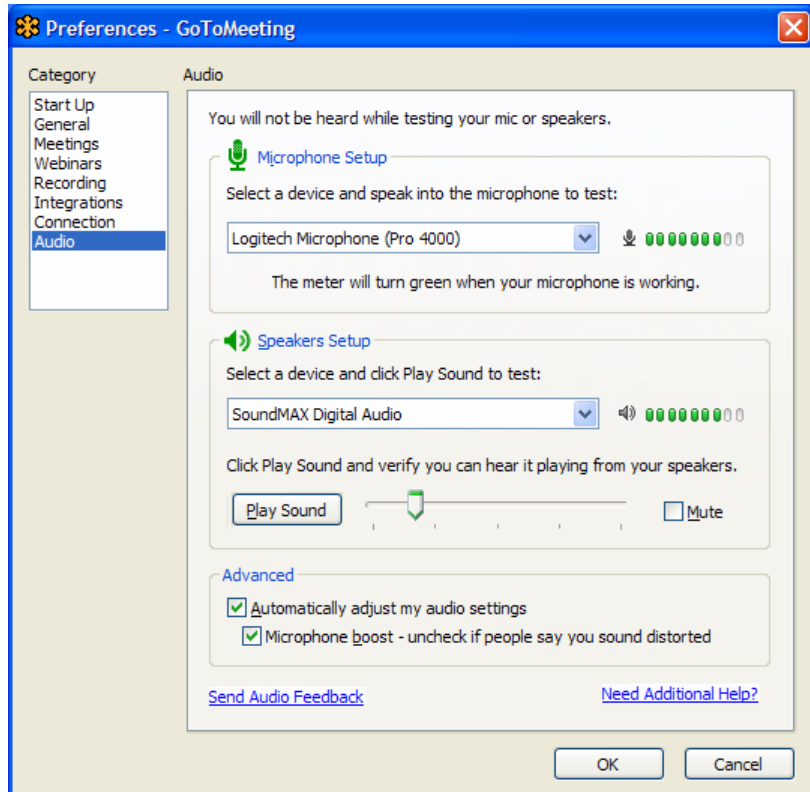 Preferences - GoToMeeting
Category
Start Up
General
Meetings
Webinars
Recording
Integrations
Connection
Audio
Audio
You will not be heard while testing your mic or speakers.
Microphone Setup
Select a device and speak into the microphone to test:
Logitech Microphone (Pro 4000)
The meter will turn green when your microphone is working.
Speakers Setup
Select a device and click Play Sound to test:
SoundMAX Digital Audio
Click Play Sound and verify you can hear it playing from your speakers.
Play Sound
Mute
Advanced
Automatically adjust my audio settings
Microphone boost - uncheck if people say you sound distorted
Send Audio Feedback
Need Additional Help?
OK
Cancel